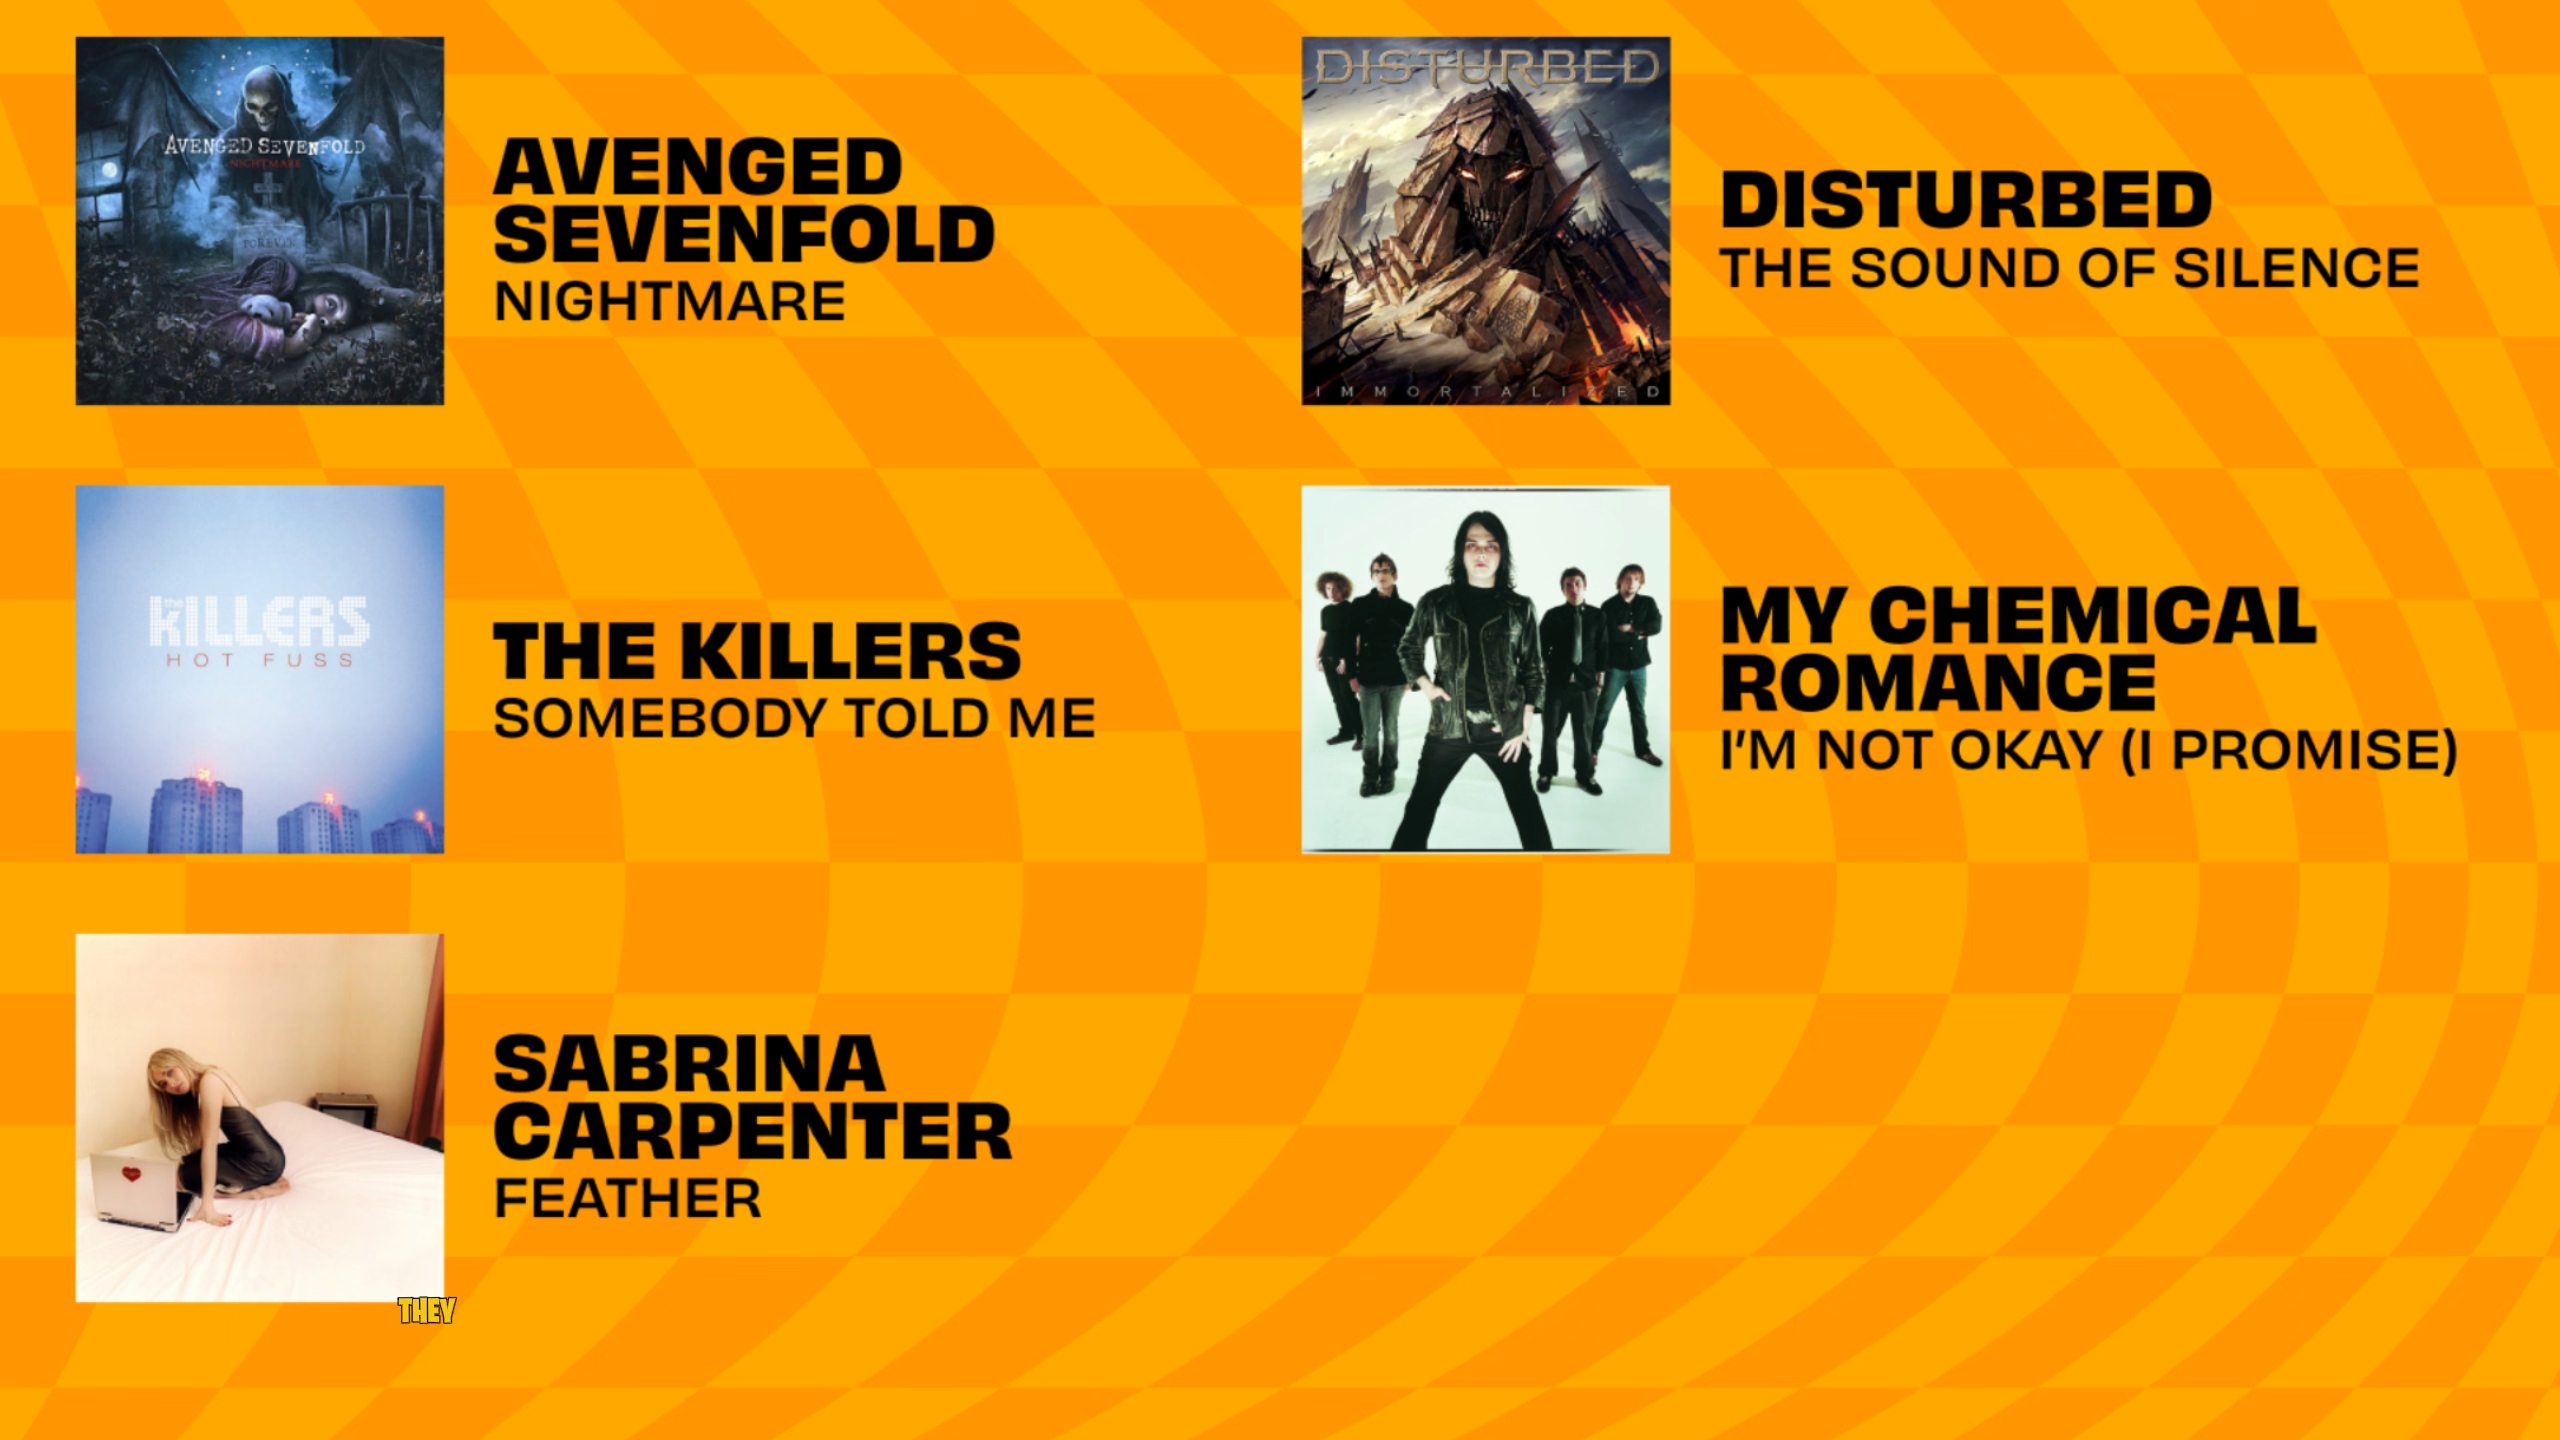 AVENGED SEVENFOLD
NIGHTMARE
FOREVER
AVENGED
SEVENFOLD
NIGHTMARE
DISTURBED
IMMORTALIZED
DISTURBED
THE SOUND OF SILENCE
the
KILLERS
HOT FUSS
THE KILLERS
SOMEBODY TOLD ME
MY CHEMICAL
ROMANCE
I'M NOT OKAY (I PROMISE)
SABRINA
CARPENTER
FEATHER
THEY